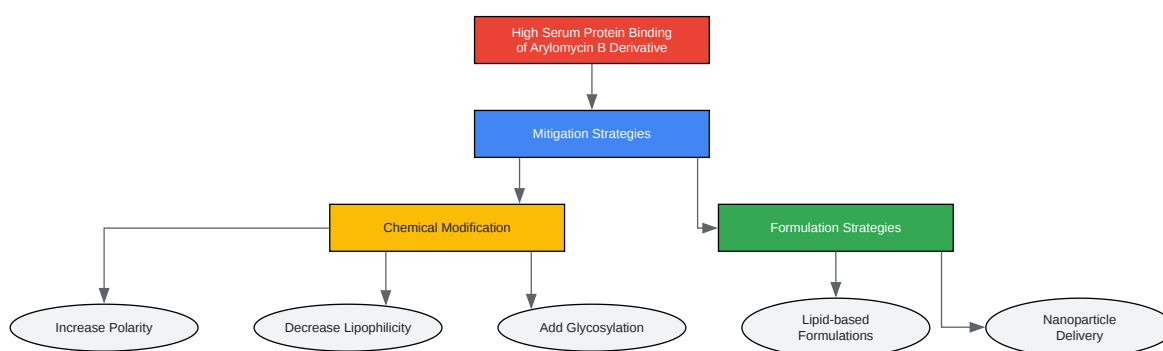 High Serum Protein Binding
of Arylomycin B Derivative
Mitigation Strategies
Chemical Modification
Formulation Strategies
Increase Polarity
Decrease Lipophilicity
Add Glycosylation
Lipid-based
Formulations
Nanoparticle
Delivery